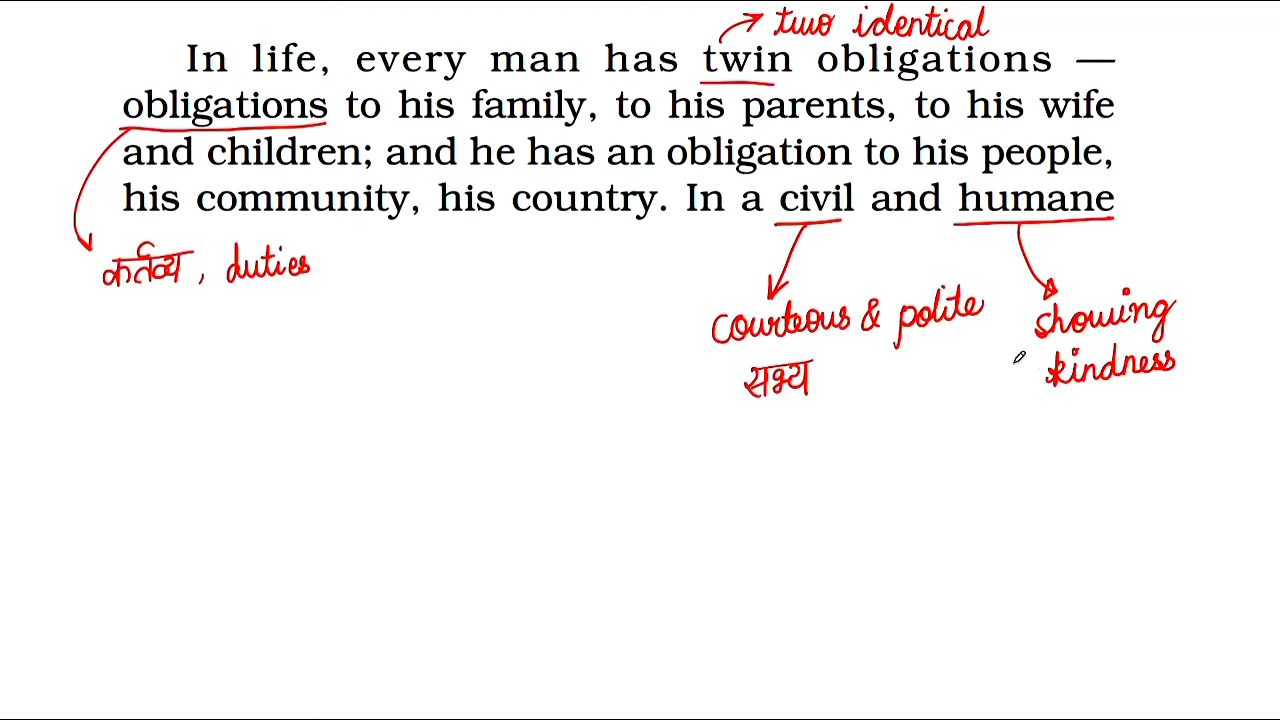 two identical
In life, every man has twin obligations —
obligations to his family, to his parents, to his wife
and children; and he has an obligation to his people,
his community, his country. In a civil and humane
कर्तव्य, duties
courteous & polite
सभ्य
showing
kindness